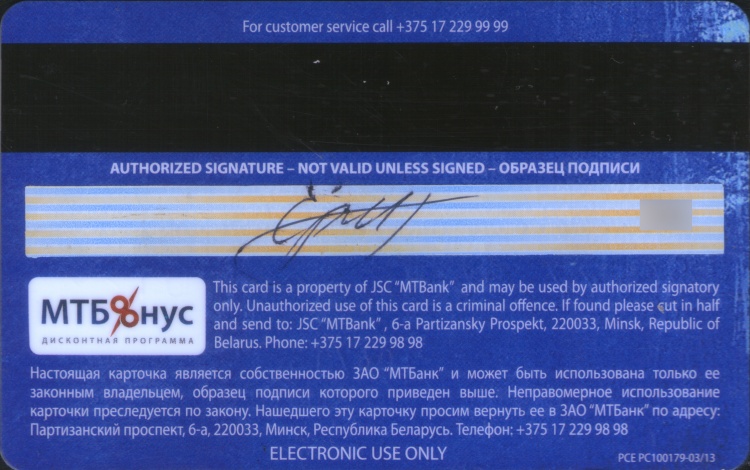 For customer service call +375 17 229 99 99
AUTHORIZED SIGNATURE – NOT VALID UNLESS SIGNED – ОБРАЗЕЦ ПОДПИСИ
МТБ%нус
ДИСКОНТНАЯ ПРОГРАММА
This card is a property of JSC “MTBank” and may be used by authorized signatory
only. Unauthorized use of this card is a criminal offence. If found please cut in half
and send to: JSC “MTBank” , 6-a Partizansky Prospekt, 220033, Minsk, Republic of
Belarus. Phone: +375 17 229 98 98
Настоящая карточка является собственностью ЗАО “МТБанк” и может быть использована только ее
законным владельцем, образец подписи которого приведен выше. Неправомерное использование
карточки преследуется по закону. Нашедшего эту карточку просим вернуть ее в ЗАО “МТБанк” по адресу:
Партизанский проспект, 6-а, 220033, Минск, Республика Беларусь. Телефон: +375 17 229 98 98
ELECTRONIC USE ONLY
PCE PC100179-03/13